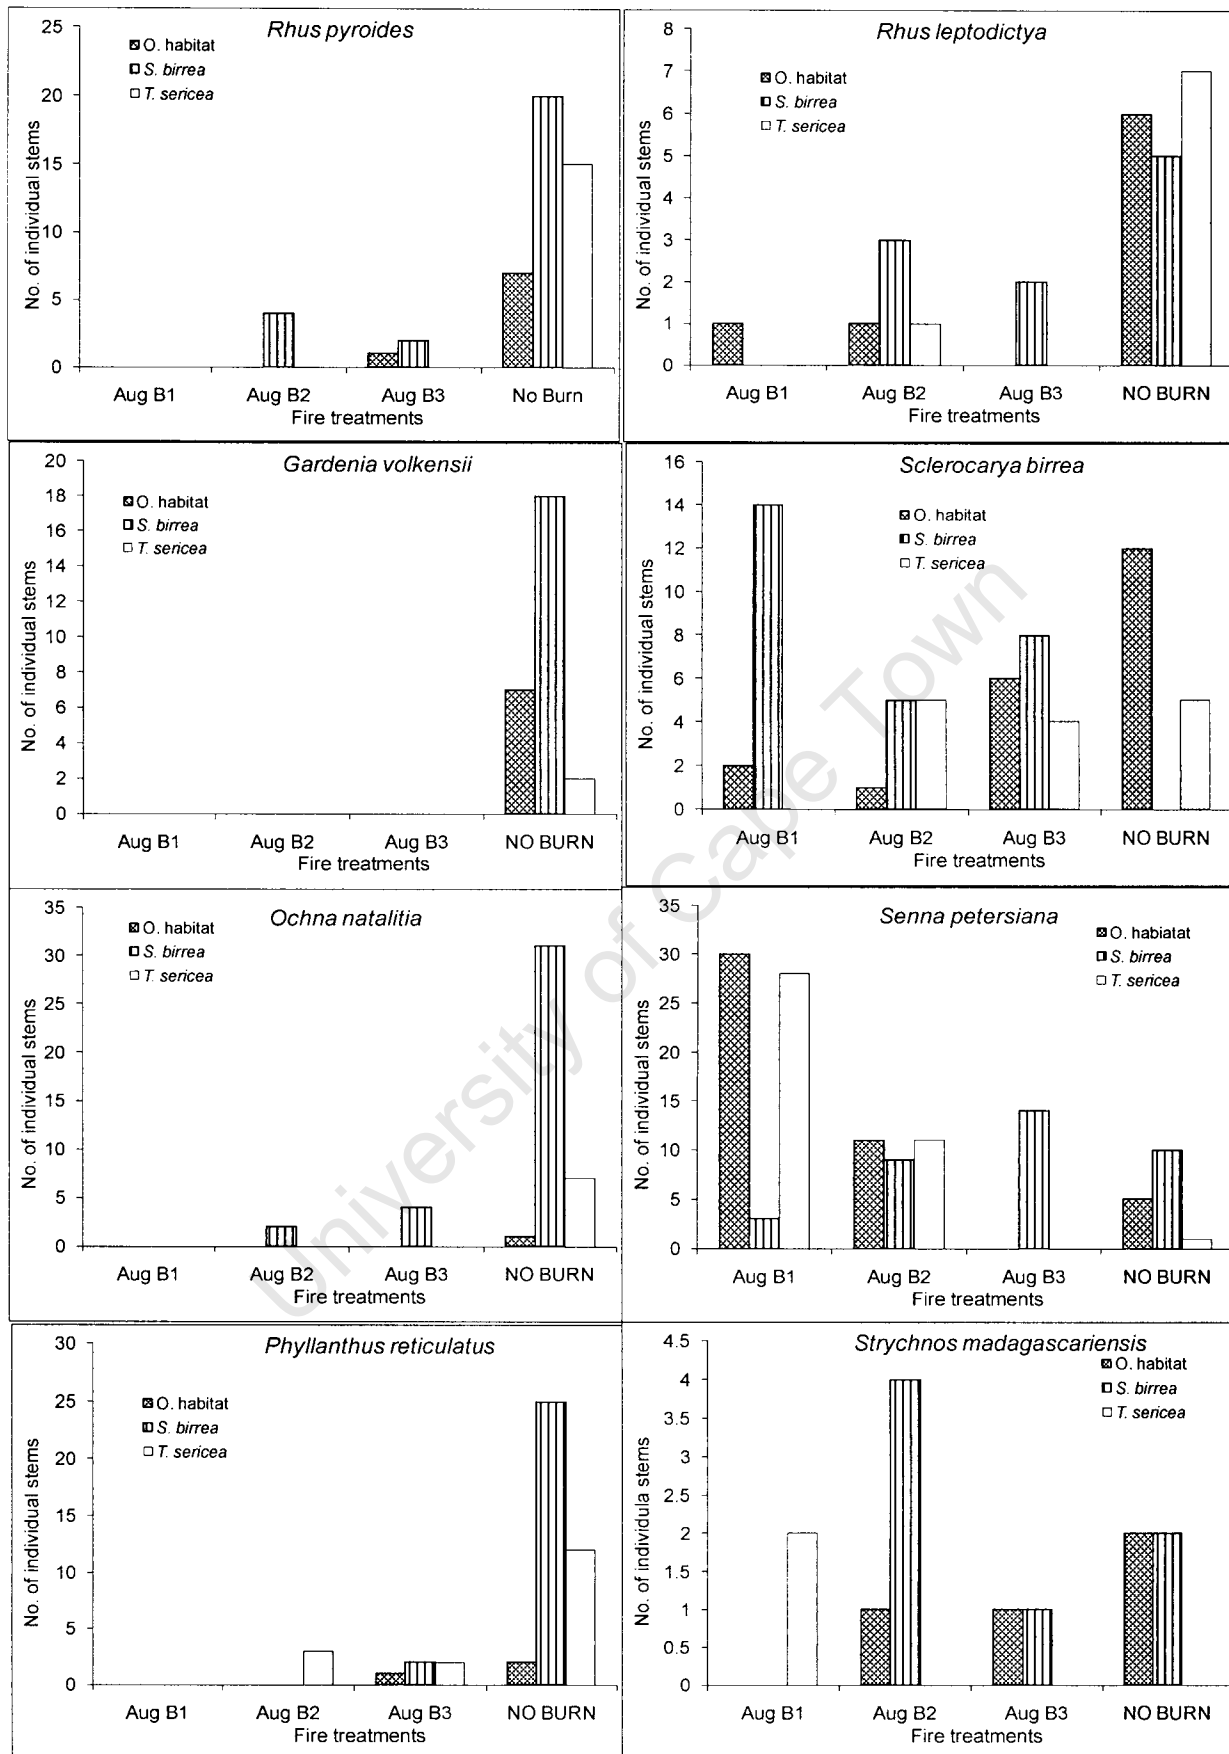 Rhus pyroides
O. habitat
S. birrea
T. sericea
No. of individual stems
25
20
15
10
5
0
Aug B1 Aug B2 Aug B3 No Burn
Fire treatments
Rhus leptodictya
O. habitat
S. birrea
T. sericea
No. of individual stems
8
7
6
5
4
3
2
1
0
Aug B1 Aug B2 Aug B3 NO BURN
Fire treatments
Gardenia volkensii
O. habitat
S. birrea
T. sericea
No. of individual stems
20
18
16
14
12
10
8
6
4
2
0
Aug B1 Aug B2 Aug B3 NO BURN
Fire treatments
Sclerocarya birrea
O. habitat
S. birrea
T. sericea
No. of individual stems
16
14
12
10
8
6
4
2
0
Aug B1 Aug B2 Aug B3 NO BURN
Fire treatments
Ochna natalitia
O. habitat
S. birrea
T. sericea
No. of individual stems
35
30
25
20
15
10
5
0
Aug B1 Aug B2 Aug B3 NO BURN
Fire treatments
Senna petersiana
O. habiatat
S. birrea
T. sericea
No. of individual stems
35
30
25
20
15
10
5
0
Aug B1 Aug B2 Aug B3 NO BURN
Fire treatments
Phyllanthus reticulatus
O. habitat
S. birrea
T. sericea
No. of individual stems
30
25
20
15
10
5
0
Aug B1 Aug B2 Aug B3 NO BURN
Fire treatments
Strychnos madagascariensis
O. habitat
S. birrea
T. sericea
No. of individula stems
4.5
4
3.5
3
2.5
2
1.5
1
0.5
0
Aug B1 Aug B2 Aug B3 NO BURN
Fire treatments
University of Cape Town